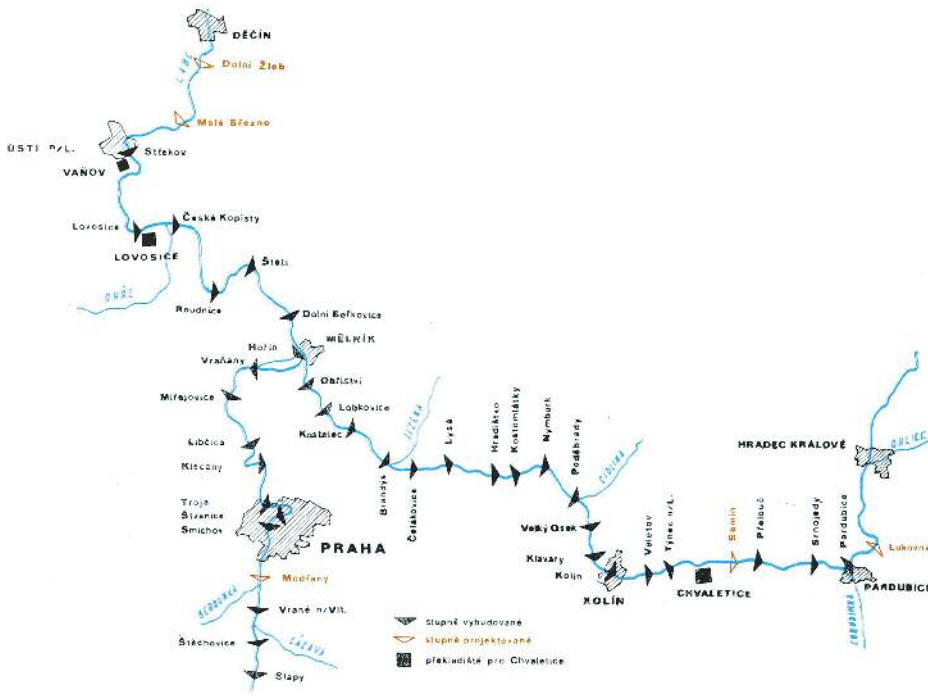 DĚČÍN
LABE
Dolní Žleb
Malé Březno
ÚSTÍ n/L.
Střekov
VAŇOV
Lovosice
České Kopisty
LOVOSICE
Štětí
Roudnice
Dolní Beřkovice
Hořín
MĚLNÍK
Vraňany
Obříství
Miřejovice
Lobkovice
Kostelec
JIZERA
Lysá
Hradištko
Kostomlátky
Nymburk
Poděbrady
CIDLINA
HRADEC KRÁLOVÉ
ORLICE
Libčice
Klecany
Brandýs
Čelákovice
Troja
Štvanice
Smíchov
PRAHA
Velký Osek
Klavary
Kolín
KOLÍN
Veletov
Týnec n/L.
CHVALETICE
Semín
Přelouč
Srnojedy
Pardubice
Lukovna
PARDUBICE
CHRUDIMKA
Modřany
BEROUNKA
Vrané n/Vlt.
SÁZAVA
Štěchovice
Slapy
stupně vybudované
stupně projektované
překladiště pro Chvaletice